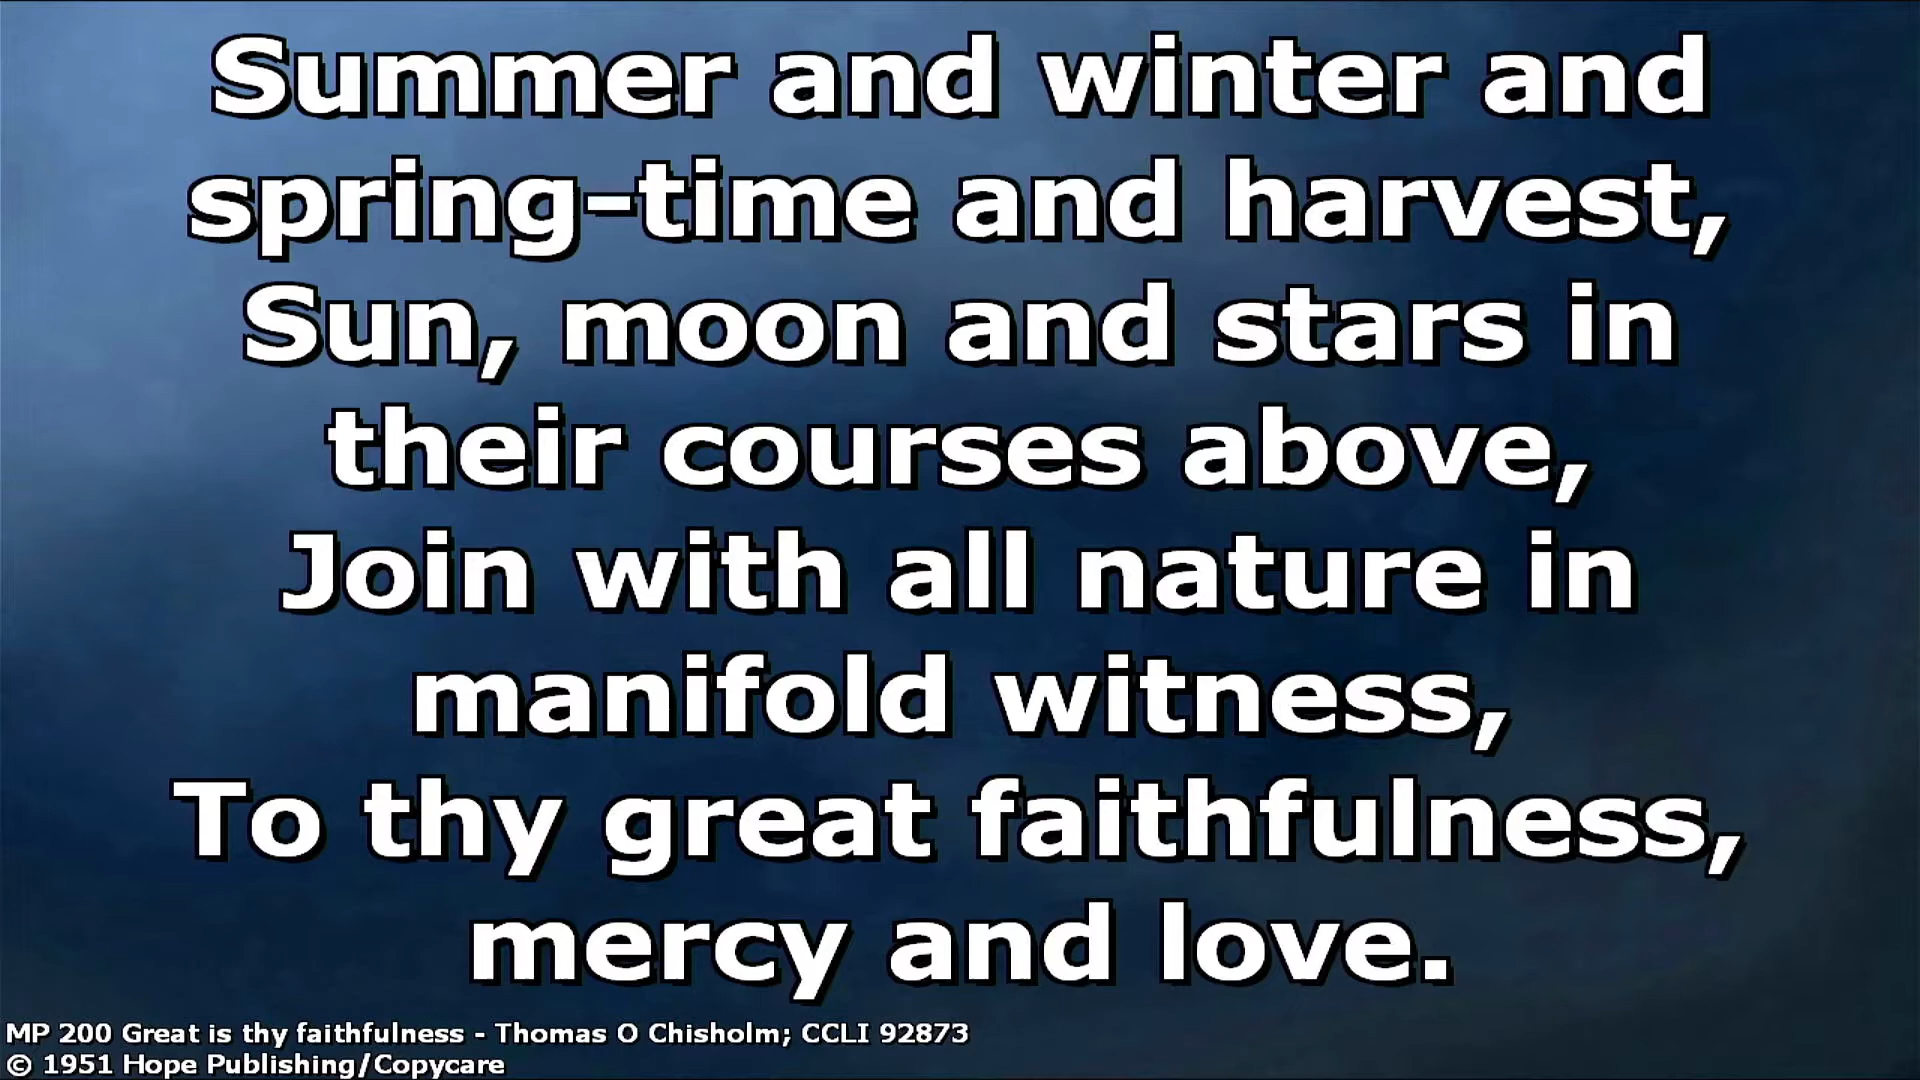 Summer and winter and
spring-time and harvest,
Sun, moon and stars in
their courses above,
Join with all nature in
manifold witness,
To thy great faithfulness,
mercy and love.
MP 200 Great is thy faithfulness - Thomas O Chisholm; CCLI 92873
© 1951 Hope Publishing/Copycare